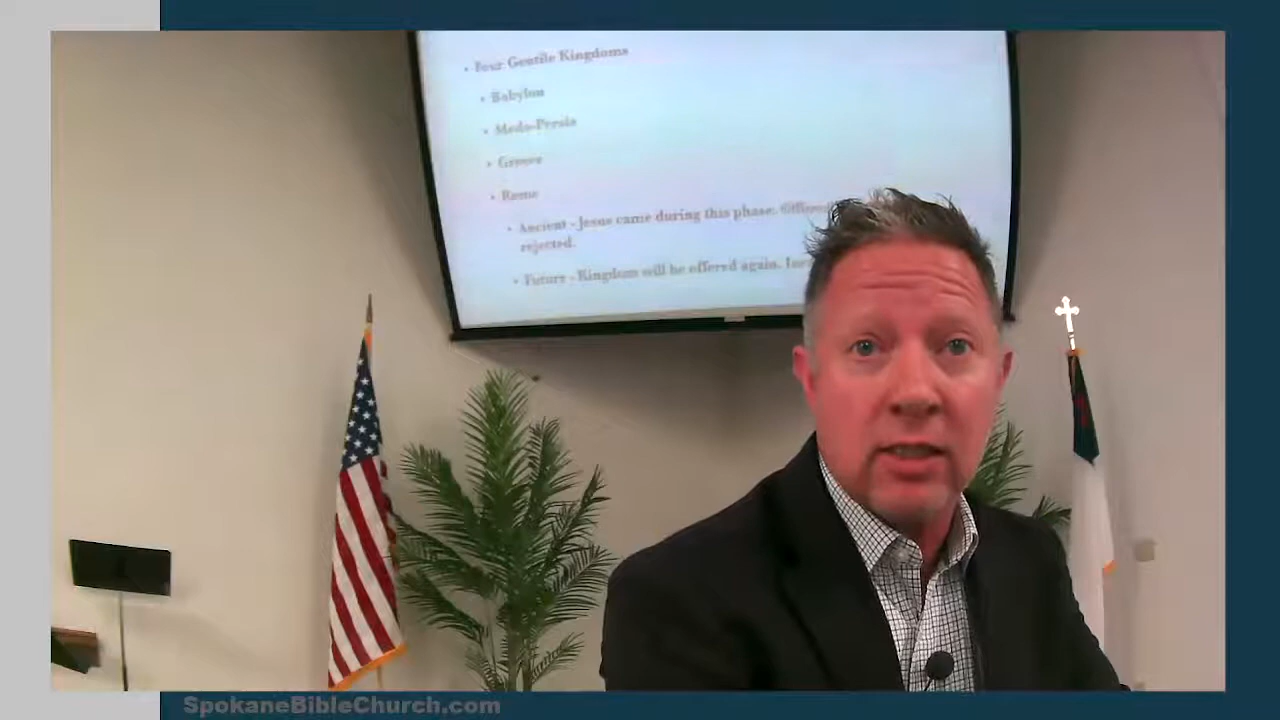 • Four Gentile Kingdoms
• Babylon
• Medo-Persia
• Greece
• Rome
• Ancient - Jesus came during this phase.
rejected.
• Future - Kingdom will be offered again.
SpokaneBibleChurch.com